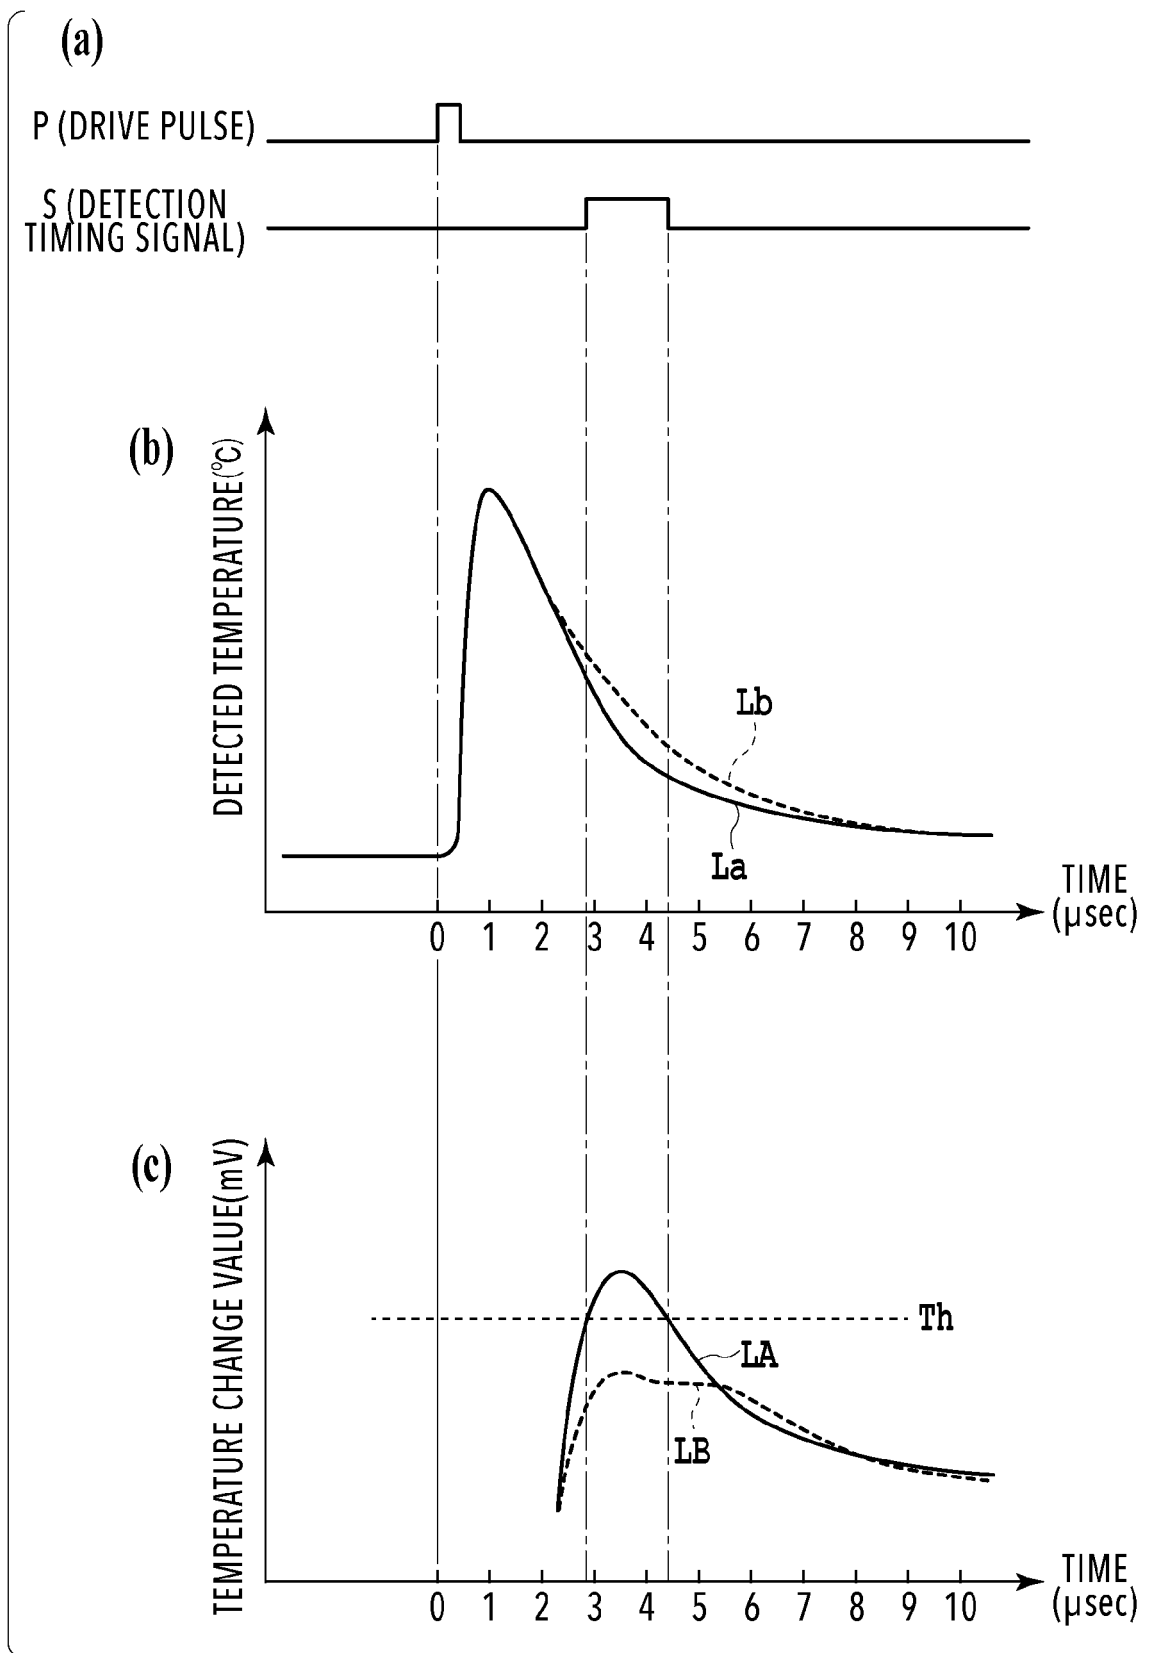 (a)
P (DRIVE PULSE)
S (DETECTION
TIMING SIGNAL)
(b)
DETECTED TEMPERATURE(℃)
Lb
La
TIME
(μsec)
0 1 2 3 4 5 6 7 8 9 10
(c)
TEMPERATURE CHANGE VALUE(mV)
Th
LA
LB
TIME
(μsec)
0 1 2 3 4 5 6 7 8 9 10